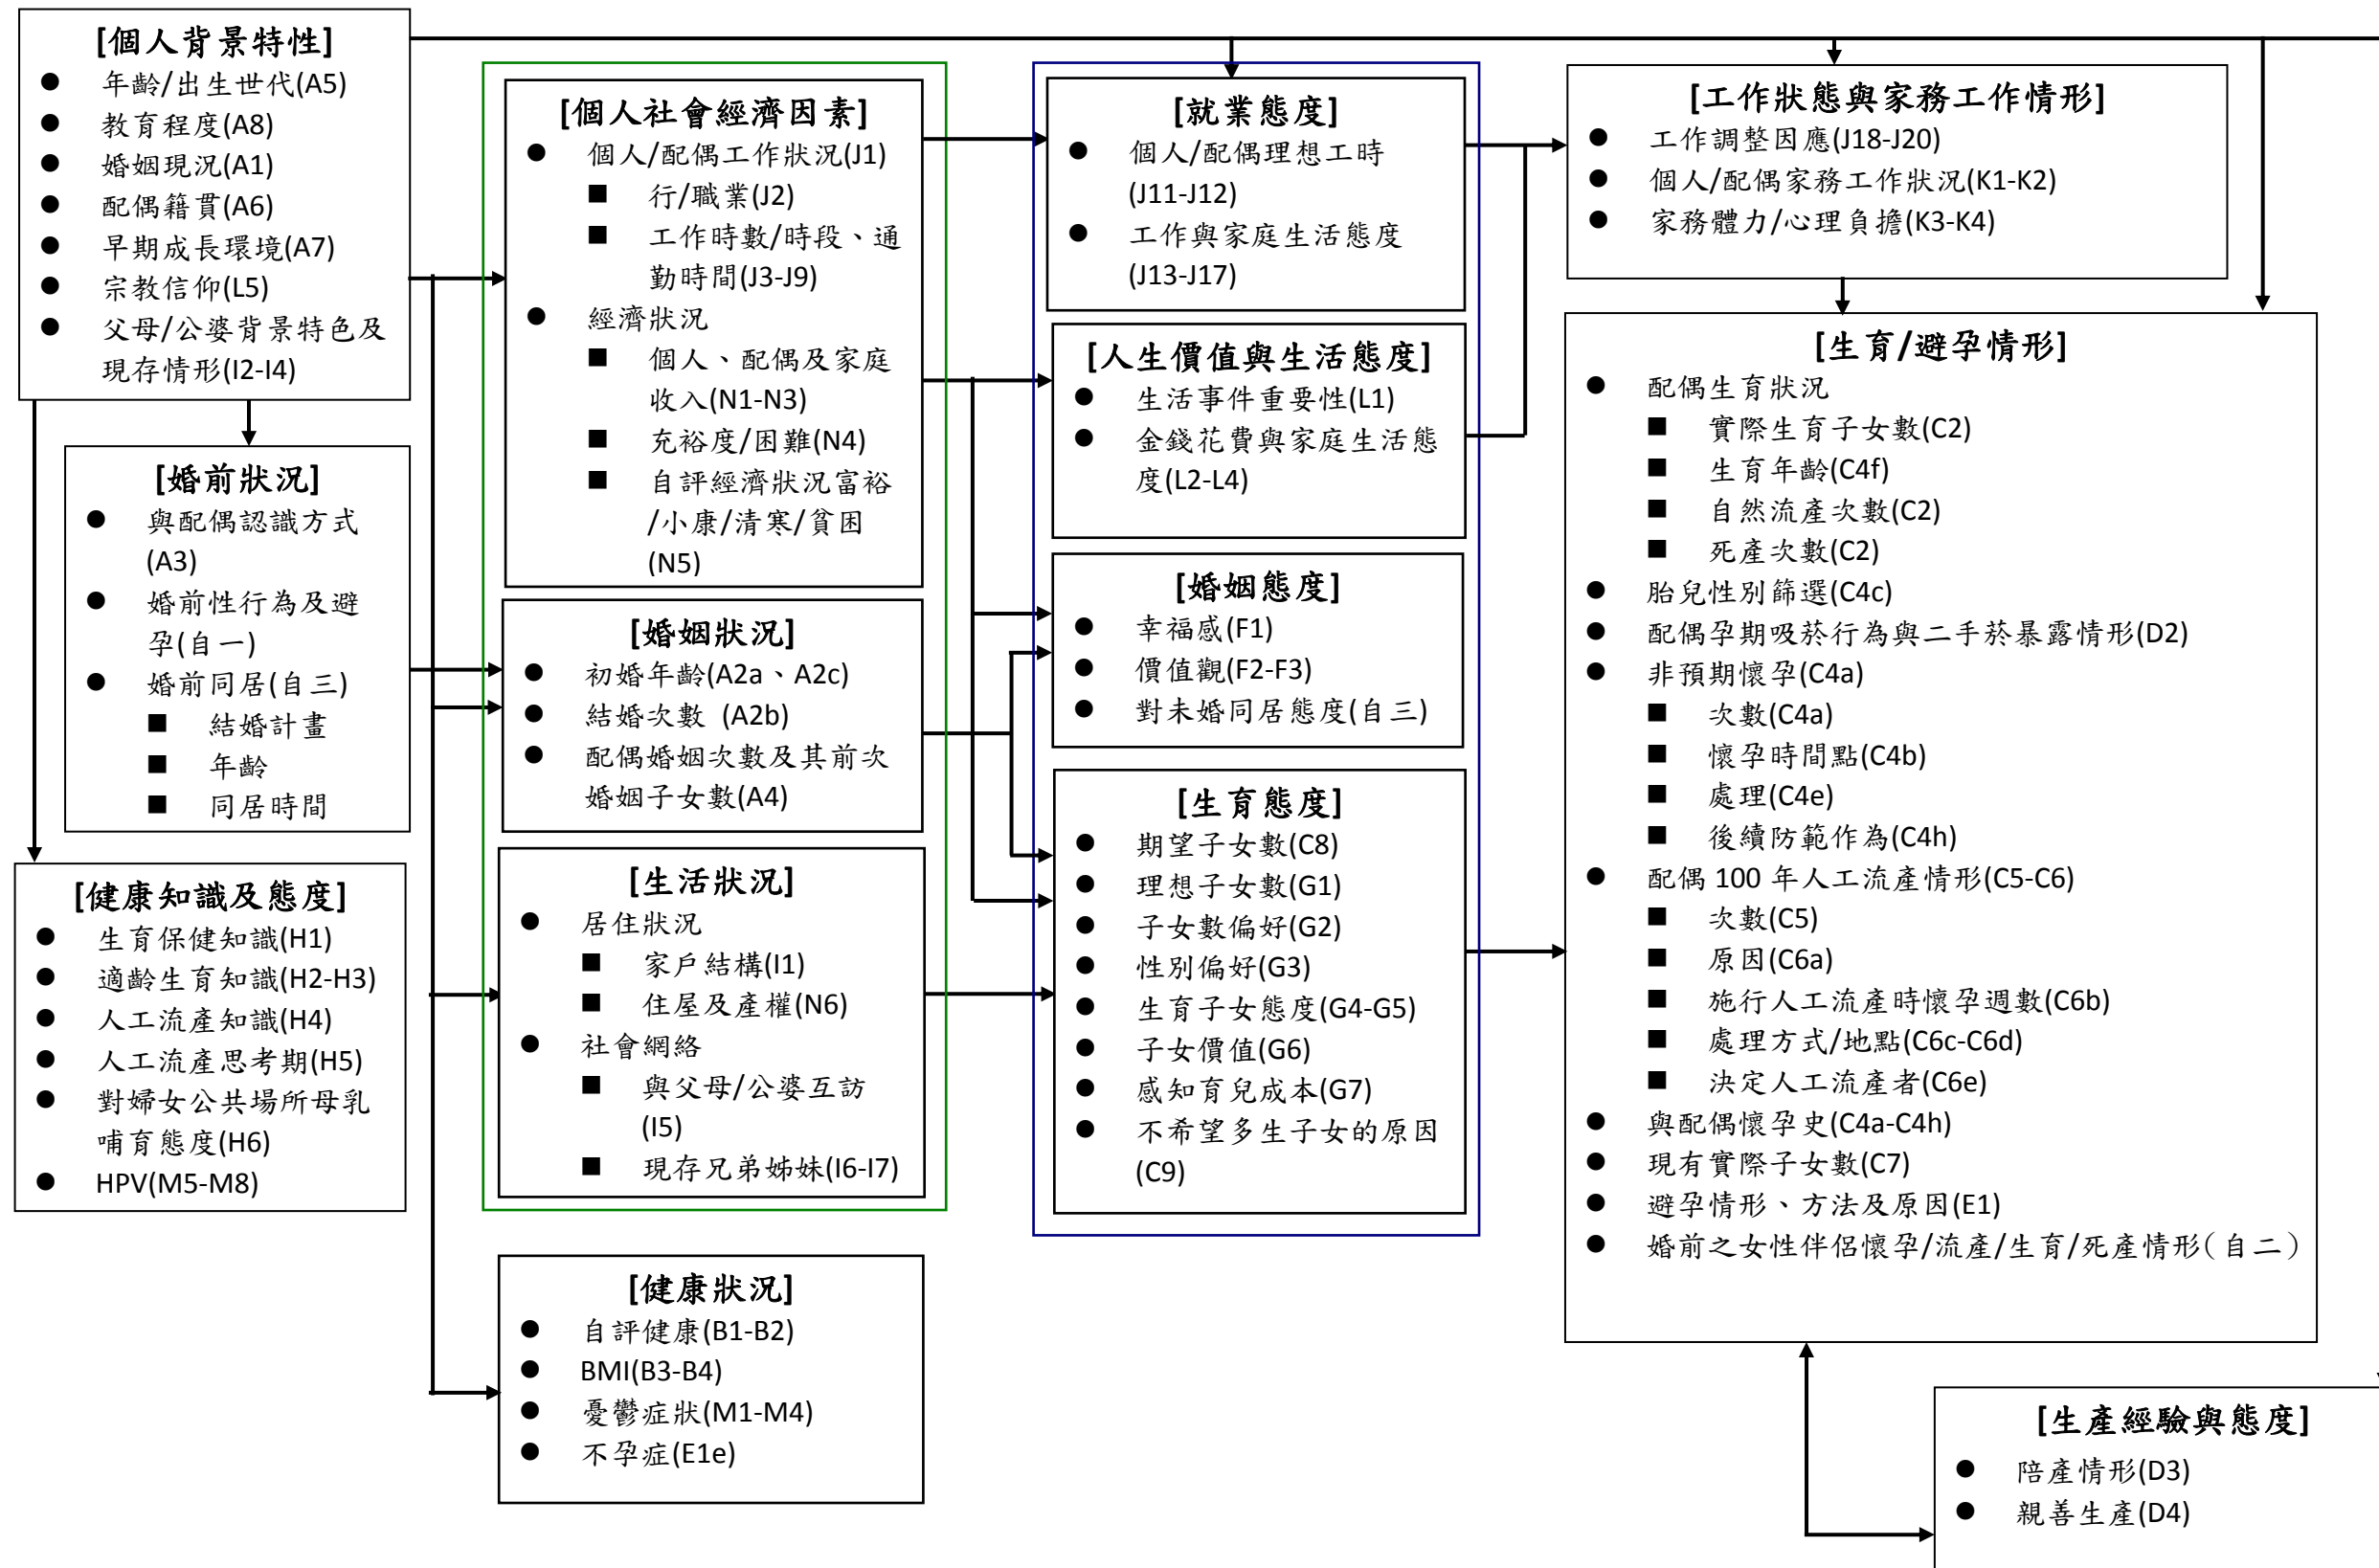 [個人背景特性]
● 年齡/出生世代(A5)
● 教育程度(A8)
● 婚姻現況(A1)
● 配偶籍貫(A6)
● 早期成長環境(A7)
● 宗教信仰(L5)
● 父母/公婆背景特色及
現存情形(I2-I4)
[婚前狀況]
● 與配偶認識方式
(A3)
● 婚前性行為及避
孕(自一)
● 婚前同居(自三)
■ 結婚計畫
■ 年齡
■ 同居時間
[健康知識及態度]
● 生育保健知識(H1)
● 適齡生育知識(H2-H3)
● 人工流產知識(H4)
● 人工流產思考期(H5)
● 對婦女公共場所母乳
哺育態度(H6)
● HPV(M5-M8)
[個人社會經濟因素]
● 個人/配偶工作狀況(J1)
■ 行/職業(J2)
■ 工作時數/時段、通
勤時間(J3-J9)
● 經濟狀況
■ 個人、配偶及家庭
收入(N1-N3)
■ 充裕度/困難(N4)
■ 自評經濟狀況富裕
/小康/清寒/貧困
(N5)
[婚姻狀況]
● 初婚年齡(A2a、A2c)
● 結婚次數 (A2b)
● 配偶婚姻次數及其前次
婚姻子女數(A4)
[生活狀況]
● 居住狀況
■ 家戶結構(I1)
■ 住屋及產權(N6)
● 社會網絡
■ 與父母/公婆互訪
(I5)
■ 現存兄弟姊妹(I6-I7)
[健康狀況]
● 自評健康(B1-B2)
● BMI(B3-B4)
● 憂鬱症狀(M1-M4)
● 不孕症(E1e)
[就業態度]
● 個人/配偶理想工時
(J11-J12)
● 工作與家庭生活態度
(J13-J17)
[人生價值與生活態度]
● 生活事件重要性(L1)
● 金錢花費與家庭生活態
度(L2-L4)
[婚姻態度]
● 幸福感(F1)
● 價值觀(F2-F3)
● 對未婚同居態度(自三)
[生育態度]
● 期望子女數(C8)
● 理想子女數(G1)
● 子女數偏好(G2)
● 性別偏好(G3)
● 生育子女態度(G4-G5)
● 子女價值(G6)
● 感知育兒成本(G7)
● 不希望多生子女的原因
(C9)
[工作狀態與家務工作情形]
● 工作調整因應(J18-J20)
● 個人/配偶家務工作狀況(K1-K2)
● 家務體力/心理負擔(K3-K4)
[生育/避孕情形]
● 配偶生育狀況
■ 實際生育子女數(C2)
■ 生育年齡(C4f)
■ 自然流產次數(C2)
■ 死產次數(C2)
● 胎兒性別篩選(C4c)
● 配偶孕期吸菸行為與二手菸暴露情形(D2)
● 非預期懷孕(C4a)
■ 次數(C4a)
■ 懷孕時間點(C4b)
■ 處理(C4e)
■ 後續防範作為(C4h)
● 配偶 100 年人工流產情形(C5-C6)
■ 次數(C5)
■ 原因(C6a)
■ 施行人工流產時懷孕週數(C6b)
■ 處理方式/地點(C6c-C6d)
■ 決定人工流產者(C6e)
● 與配偶懷孕史(C4a-C4h)
● 現有實際子女數(C7)
● 避孕情形、方法及原因(E1)
● 婚前之女性伴侶懷孕/流產/生育/死產情形(自二)
[生產經驗與態度]
● 陪產情形(D3)
● 親善生產(D4)